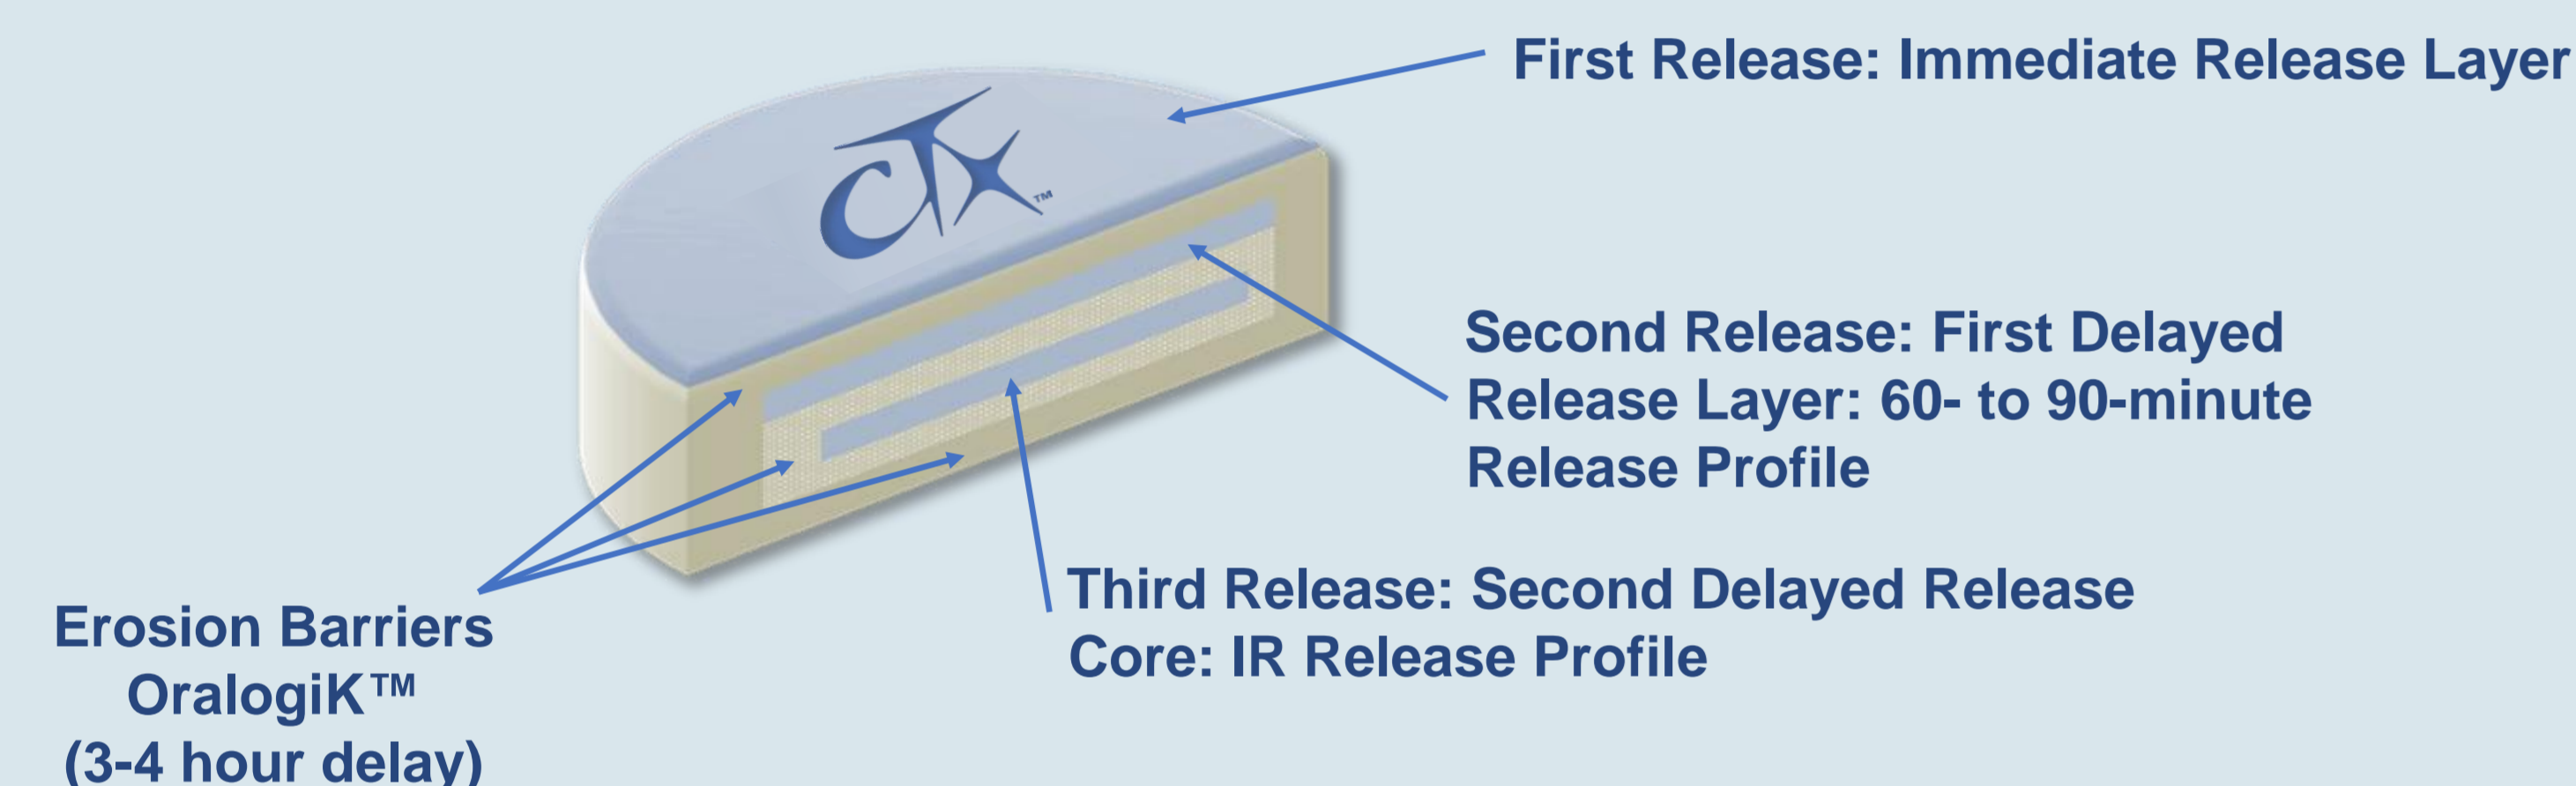 First Release: Immediate Release Layer
cTx™
Second Release: First Delayed
Release Layer: 60- to 90-minute
Release Profile
Third Release: Second Delayed Release
Core: IR Release Profile
Erosion Barriers
OralogiK™
(3-4 hour delay)